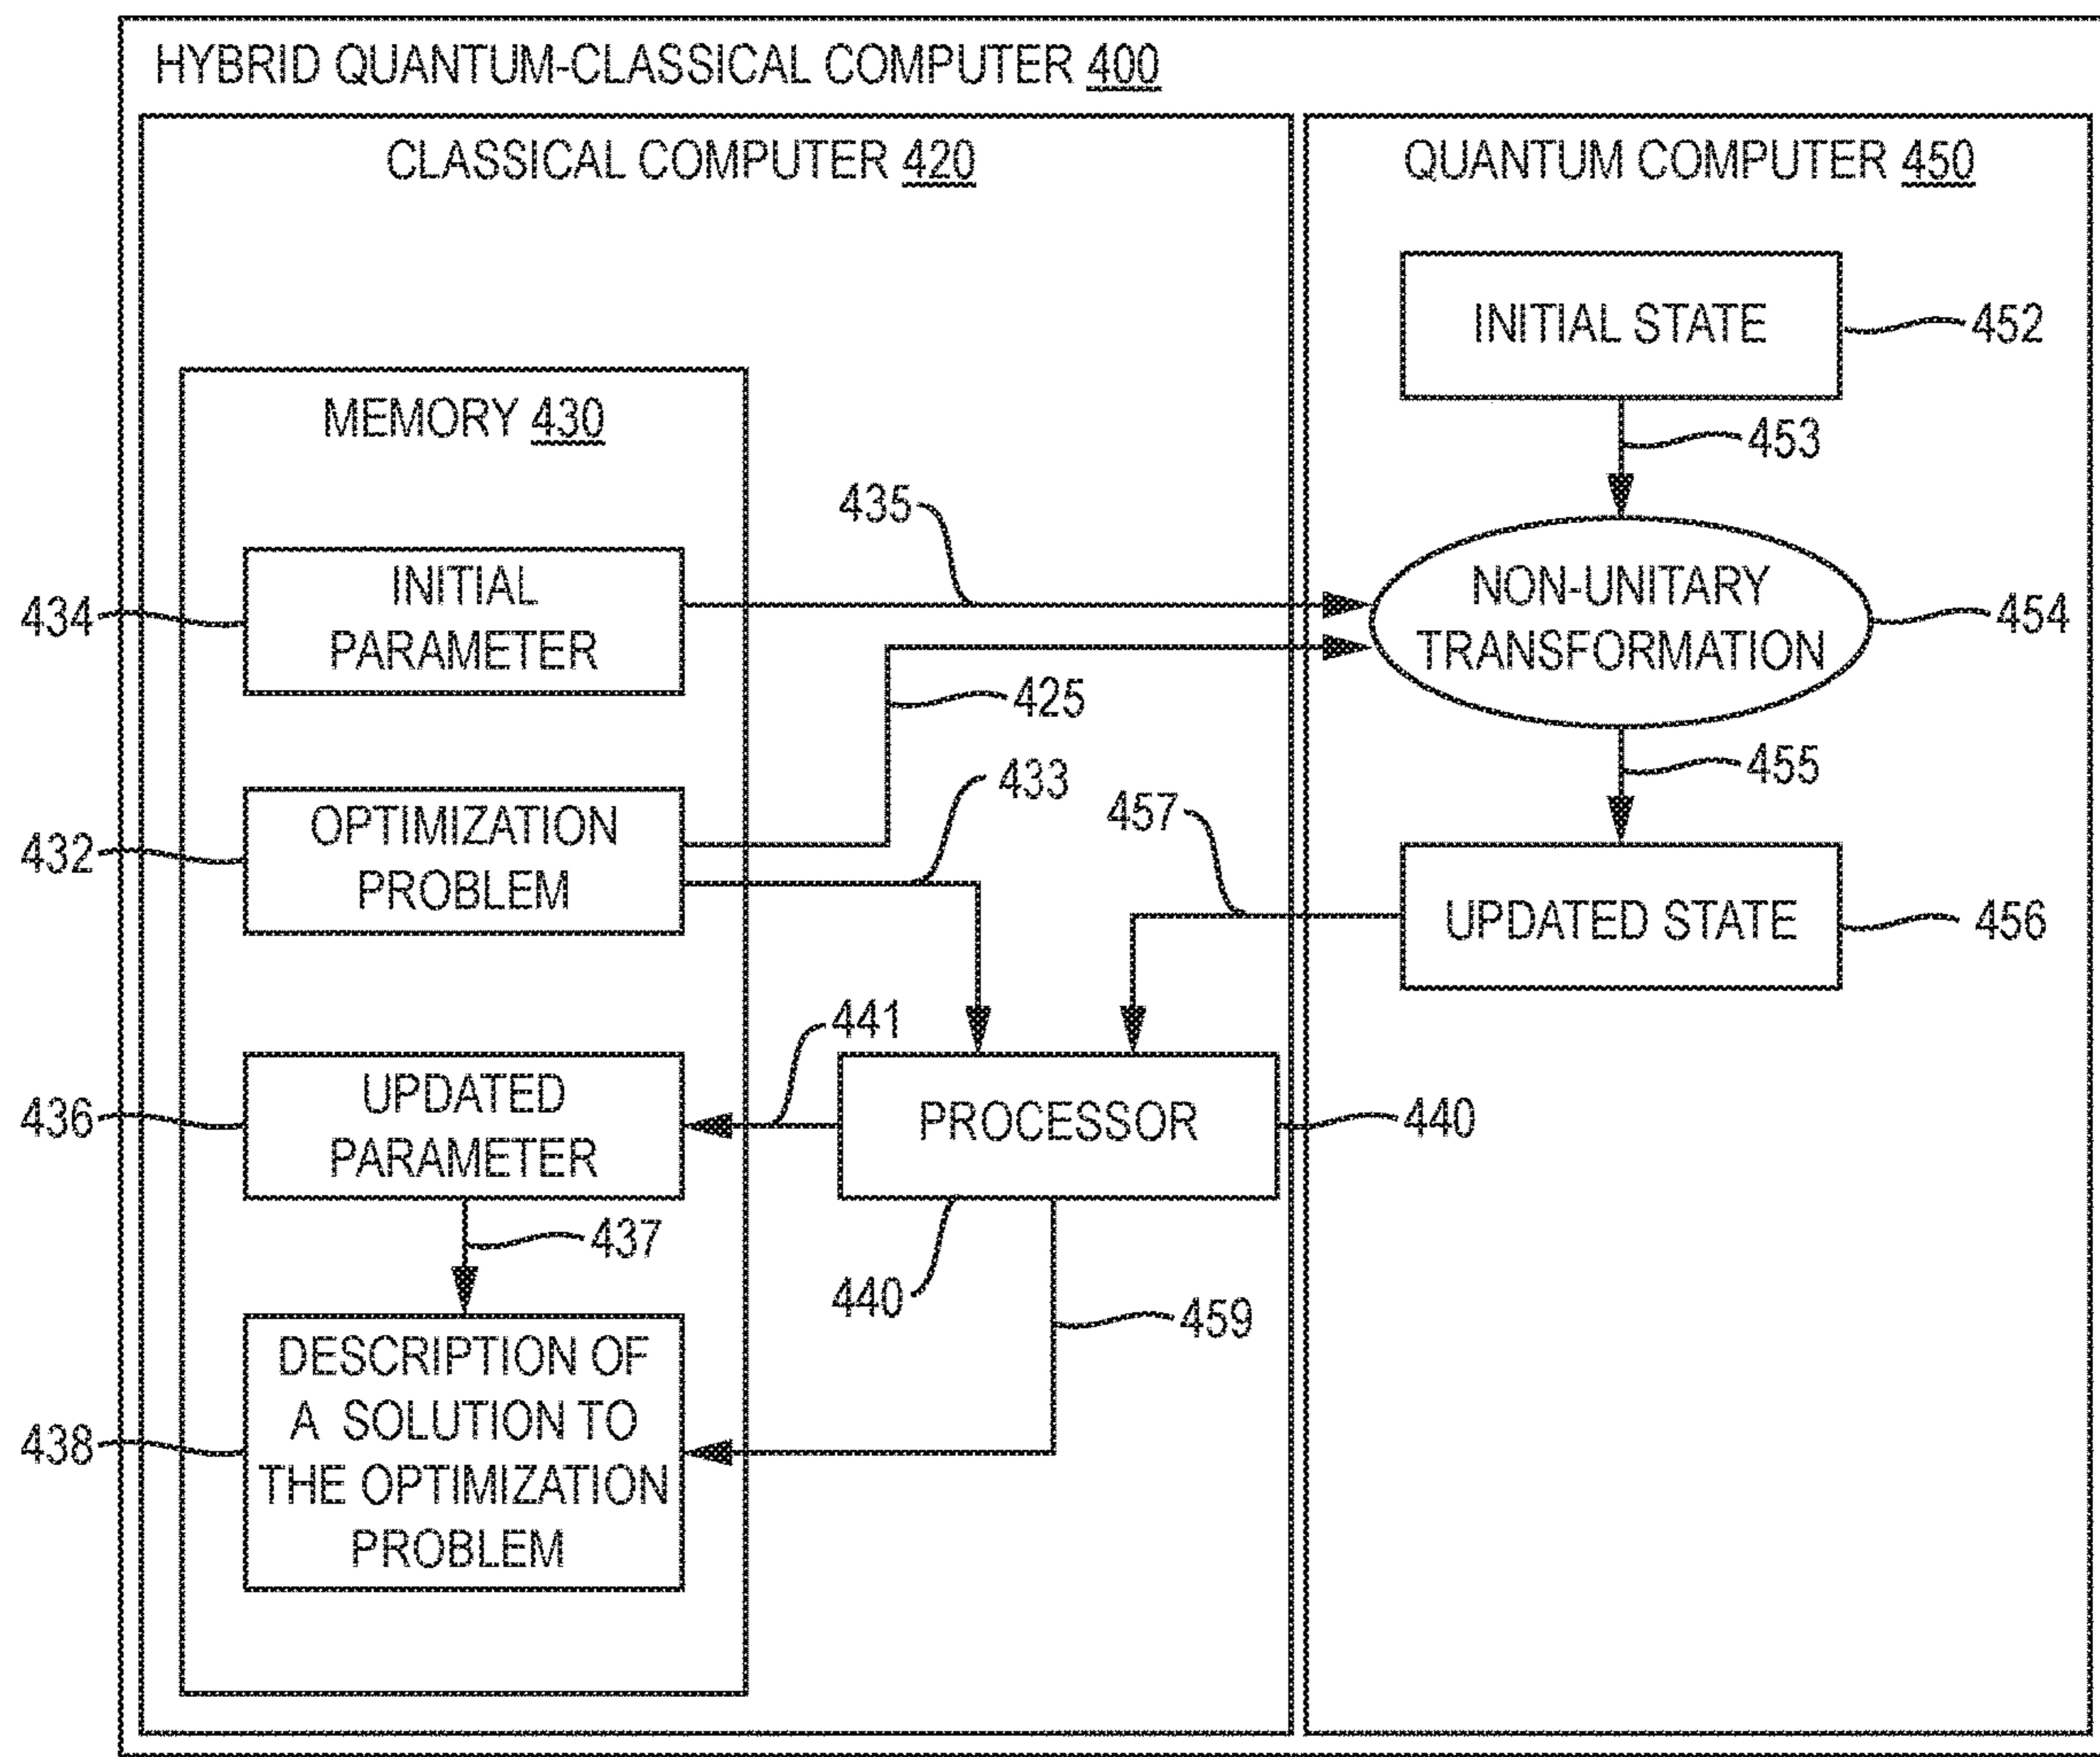 HYBRID QUANTUM-CLASSICAL COMPUTER 400
CLASSICAL COMPUTER 420
QUANTUM COMPUTER 450
INITIAL STATE
452
MEMORY 430
453
435
INITIAL
PARAMETER
434
NON-UNITARY
TRANSFORMATION
454
425
433
455
457
OPTIMIZATION
PROBLEM
432
UPDATED STATE
456
441
UPDATED
PARAMETER
436
PROCESSOR
440
437
440
459
DESCRIPTION OF
A SOLUTION TO
THE OPTIMIZATION
PROBLEM
438